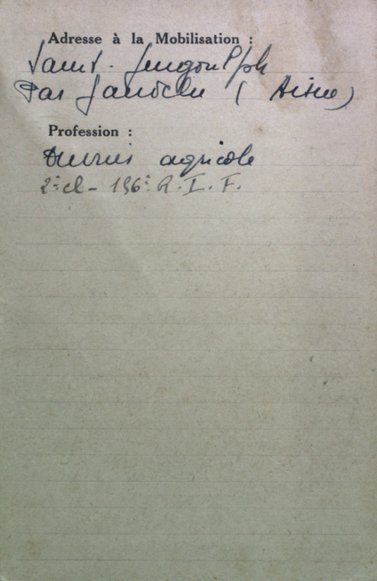 Adresse à la Mobilisation :
Saint-Gengoulph
Par Gandelu (Aisne)
Profession :
Ouvrier agricole
2e cl - 156e R. I. F.